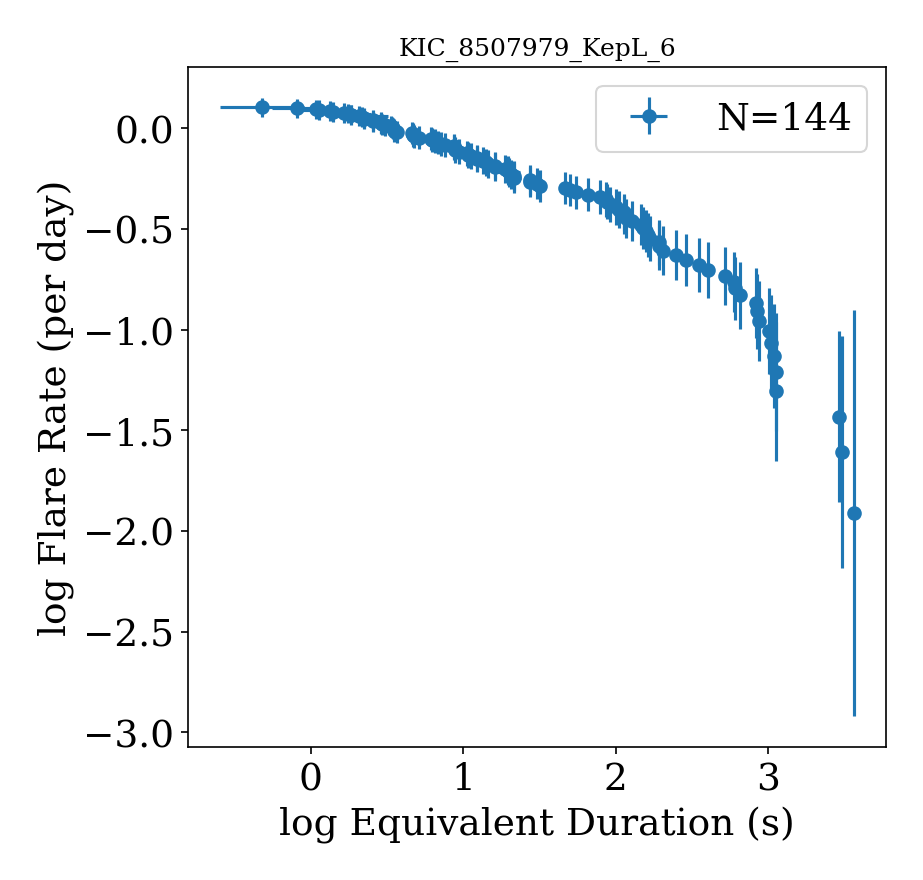 KIC_8507979_KepL_6
N=144
log Flare Rate (per day)
0.0
−0.5
−1.0
−1.5
−2.0
−2.5
−3.0
0 1 2 3
log Equivalent Duration (s)